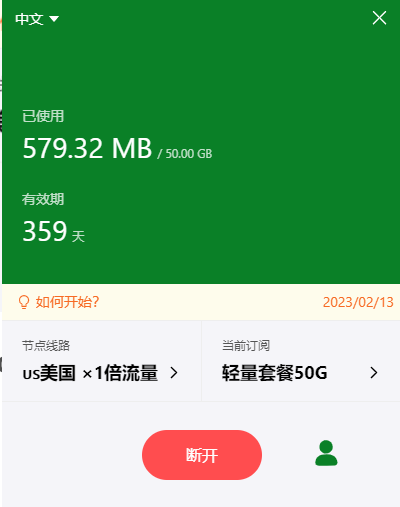 中文
已使用
579.32 MB / 50.00 GB
有效期
359 天
如何开始?
2023/02/13
节点线路
us美国 ×1倍流量
当前订阅
轻量套餐50G
断开